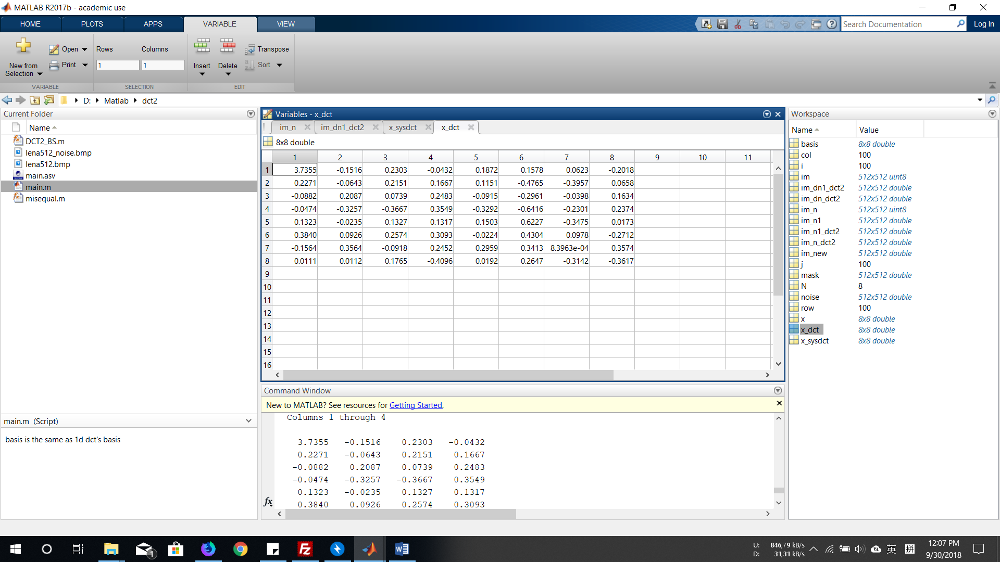 MATLAB R2017b - academic use
HOME PLOTS APPS VARIABLE VIEW
Search Documentation
Log In
New from Selection
Open
Print
Rows Columns
1 1
Insert Delete
Transpose
Sort
VARIABLE SELECTION EDIT
D: Matlab dct2
Current Folder
Name
DCT2_BS.m
lena512_noise.bmp
lena512.bmp
main.asv
main.m
misequal.m
main.m (Script)
basis is the same as 1d dct's basis
Variables - x_dct
im_n im_dn1_dct2 x_sysdct x_dct
8x8 double
1 2 3 4 5 6 7 8 9 10 11
1 3.7355 -0.1516 0.2303 -0.0432 0.1872 0.1578 0.0623 -0.2018
2 0.2271 -0.0643 0.2151 0.1667 0.1151 -0.4765 -0.3957 0.0658
3 -0.0882 0.2087 0.0739 0.2483 -0.0915 -0.2961 -0.0398 0.1634
4 -0.0474 -0.3257 -0.3667 0.3549 -0.3292 -0.6416 -0.2301 0.2374
5 0.1323 -0.0235 0.1327 0.1317 0.1503 0.6227 -0.3475 0.0173
6 0.3840 0.0926 0.2574 0.3093 -0.0224 0.4304 0.0978 -0.2712
7 -0.1564 0.3564 -0.0918 0.2452 0.2959 0.3413 8.3963e-04 0.3574
8 0.0111 0.0112 0.1765 -0.4096 0.0192 0.2647 -0.3142 -0.3617
9
10
11
12
13
14
15
16
Command Window
New to MATLAB? See resources for Getting Started.
Columns 1 through 4
3.7355 -0.1516 0.2303 -0.0432
0.2271 -0.0643 0.2151 0.1667
-0.0882 0.2087 0.0739 0.2483
-0.0474 -0.3257 -0.3667 0.3549
0.1323 -0.0235 0.1327 0.1317
0.3840 0.0926 0.2574 0.3093
fx
Workspace
Name Value
basis 8x8 double
col 100
i 100
im 512x512 uint8
im_dn1_dct2 512x512 double
im_dn_dct2 512x512 double
im_n 512x512 uint8
im_n1 512x512 double
im_n1_dct2 512x512 double
im_n_dct2 512x512 double
im_new 512x512 double
j 100
mask 512x512 double
N 8
noise 512x512 double
row 100
x 8x8 double
x_dct 8x8 double
x_sysdct 8x8 double
1
U: 846,79 kB/s
D: 31,31 kB/s
英 拼
12:07 PM
9/30/2018